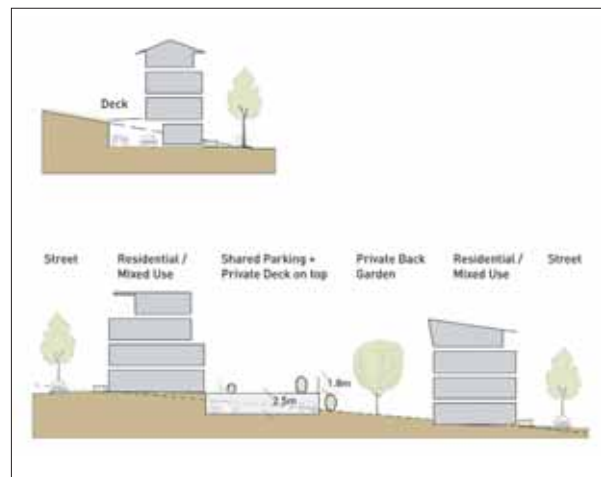 Deck
Street
Residential /
Mixed Use
Shared Parking +
Private Deck on top
Private Back
Garden
Residential /
Mixed Use
Street
1.8m
2.5m